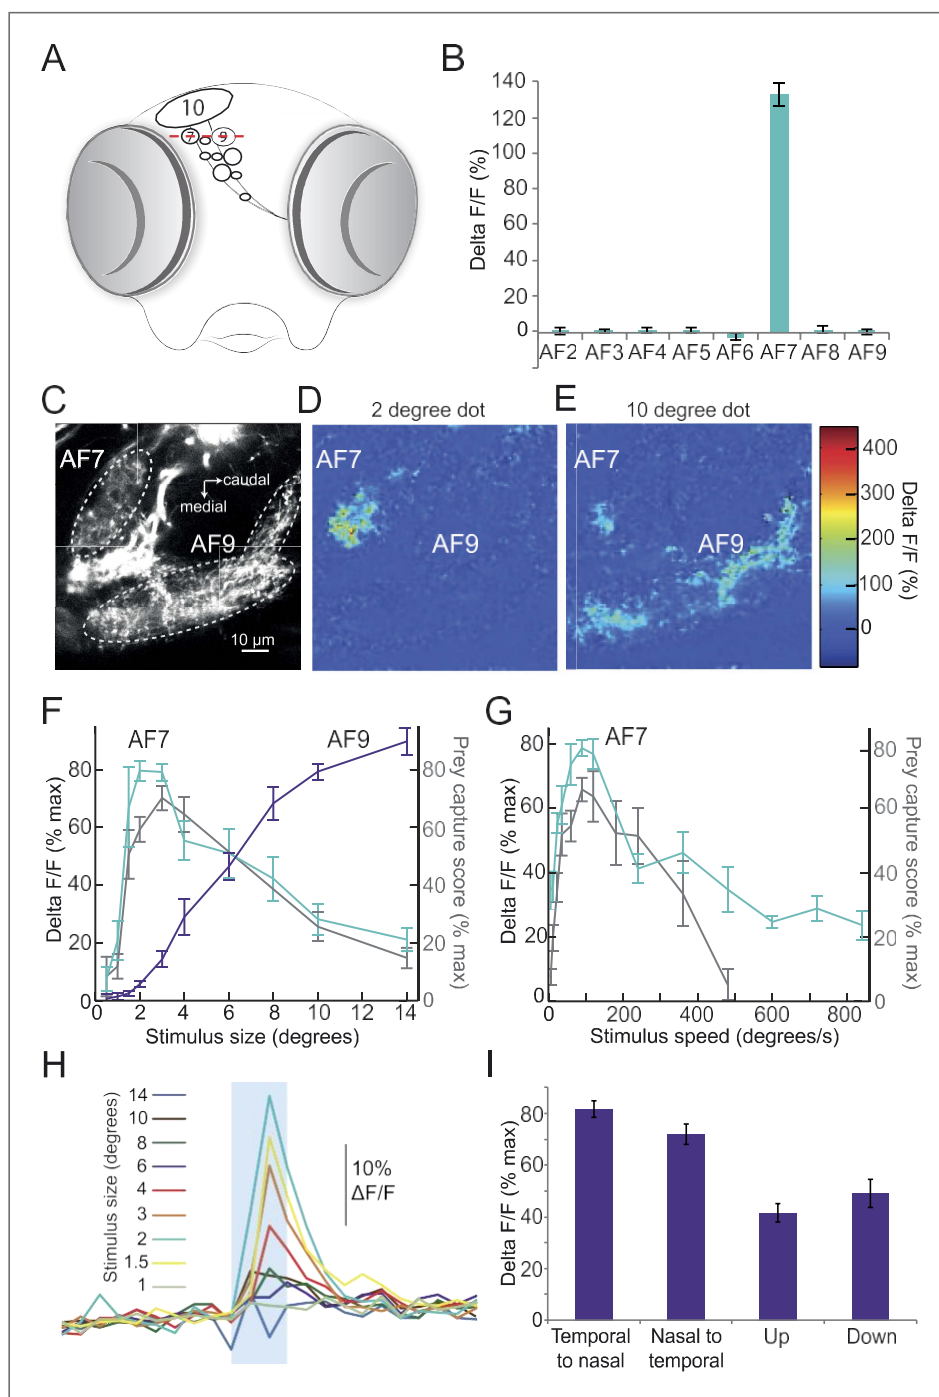 A
10
7
9
B
Delta F/F (%)
140
120
100
80
60
40
20
0
AF2 AF3 AF4 AF5 AF6 AF7 AF8 AF9
C
AF7
caudal
medial
AF9
10 µm
D
2 degree dot
AF7
AF9
E
10 degree dot
AF7
AF9
400
300
200
100
0
Delta F/F (%)
F
AF7
AF9
Delta F/F (% max)
80
60
40
20
0
0 2 4 6 8 10 12 14
Stimulus size (degrees)
80
60
40
20
0
Prey capture score (% max)
G
AF7
Delta F/F (% max)
80
60
40
20
0
0 200 400 600 800
Stimulus speed (degrees/s)
80
60
40
20
0
Prey capture score (% max)
H
Stimulus size (degrees)
14
10
8
6
4
3
2
1.5
1
10%
ΔF/F
I
Delta F/F (% max)
80
60
40
20
0
Temporal to nasal
Nasal to temporal
Up
Down